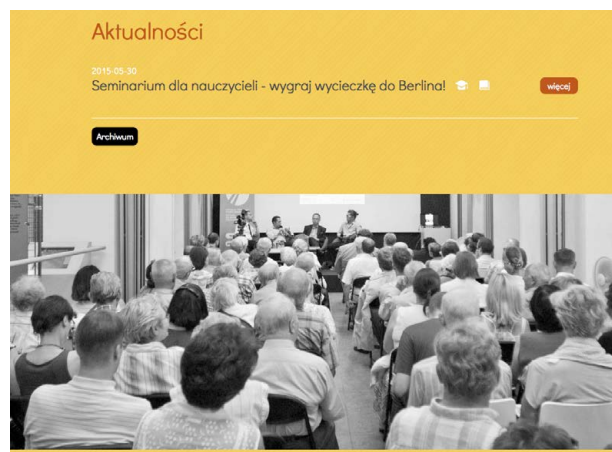 Aktualności
2015-05-30
Seminarium dla nauczycieli - wygraj wycieczkę do Berlina!
więcej
Archiwum